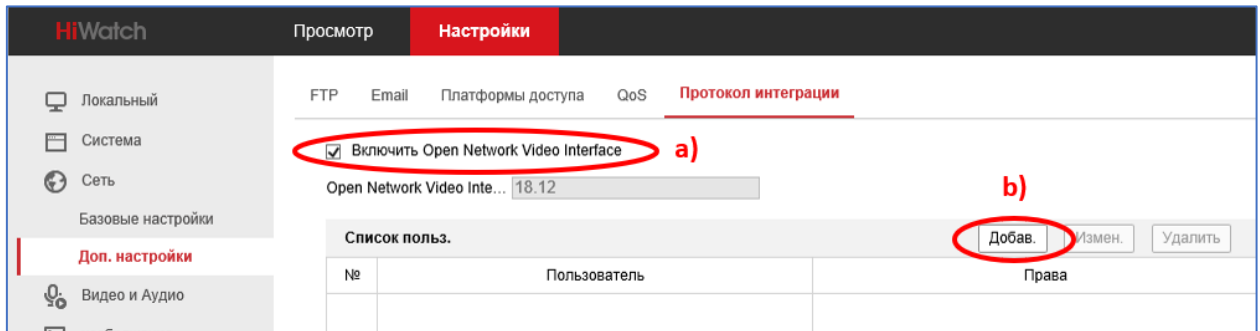 HiWatch
Просмотр
Настройки
Локальный
Система
Сеть
Базовые настройки
Доп. настройки
Видео и Аудио
FTP Email Платформы доступа QoS Протокол интеграции
Включить Open Network Video Interface a)
Open Network Video Inte... 18.12
b)
Список польз. Добав. Измен. Удалить
№ Пользователь Права